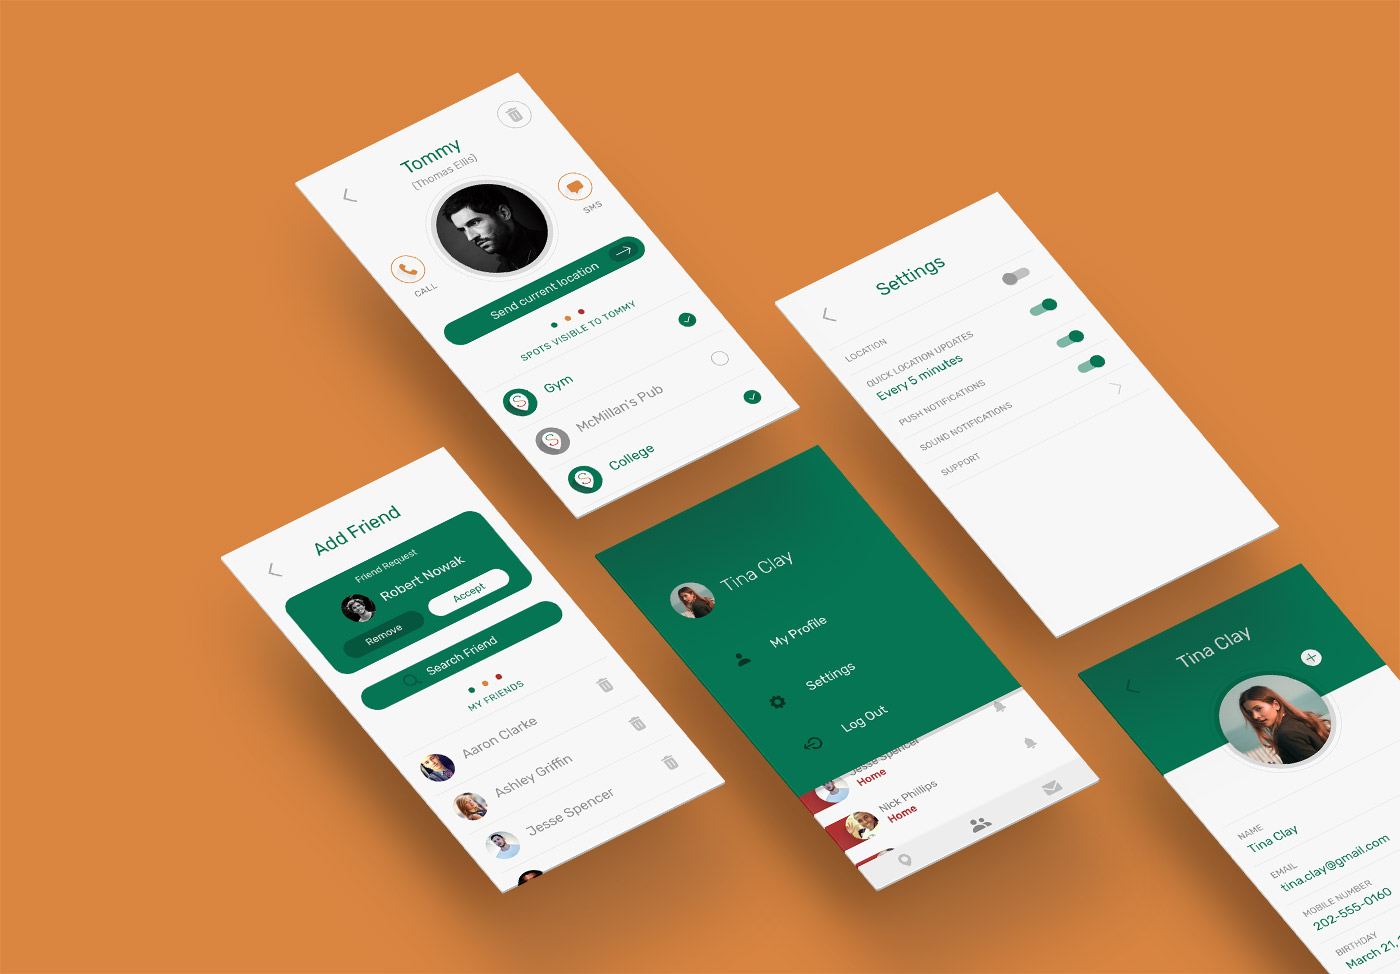 Tommy
(Thomas Ellis)
SMS
CALL
Send current location
SPOTS VISIBLE TO TOMMY
Gym
McMillan's Pub
College
Settings
LOCATION
QUICK LOCATION UPDATES
Every 5 minutes
PUSH NOTIFICATIONS
SOUND NOTIFICATIONS
SUPPORT
Add Friend
Friend Request
Robert Nowak
Remove
Accept
Search Friend
MY FRIENDS
Aaron Clarke
Ashley Griffin
Jesse Spencer
Tina Clay
My Profile
Settings
Log Out
Jesse Spencer
Home
Nick Phillips
Home
Tina Clay
NAME
Tina Clay
EMAIL
tina.clay@gmail.com
MOBILE NUMBER
202-555-0160
BIRTHDAY
March 21,